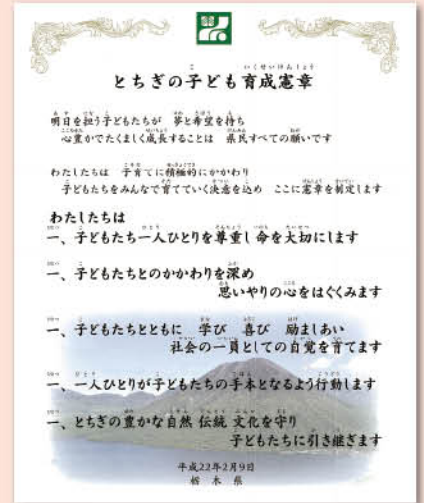 とちぎの子ども育成憲章
明日を担う子どもたちが 夢と希望を持ち
心豊かでたくましく成長することは 県民すべての願いです
わたしたちは 子育てに積極的にかかわり
子どもたちをみんなで育てていく決意を込め ここに憲章を制定します
わたしたちは
一、子どもたち一人ひとりを尊重し 命を大切にします
一、子どもたちとのかかわりを深め
思いやりの心をはぐくみます
一、子どもたちとともに 学び 喜び 励ましあい
社会の一員としての自覚を育てます
一、一人ひとりが子どもたちの手本となるよう行動します
一、とちぎの豊かな自然 伝統 文化を守り
子どもたちに引き継ぎます
平成22年2月9日
栃木県